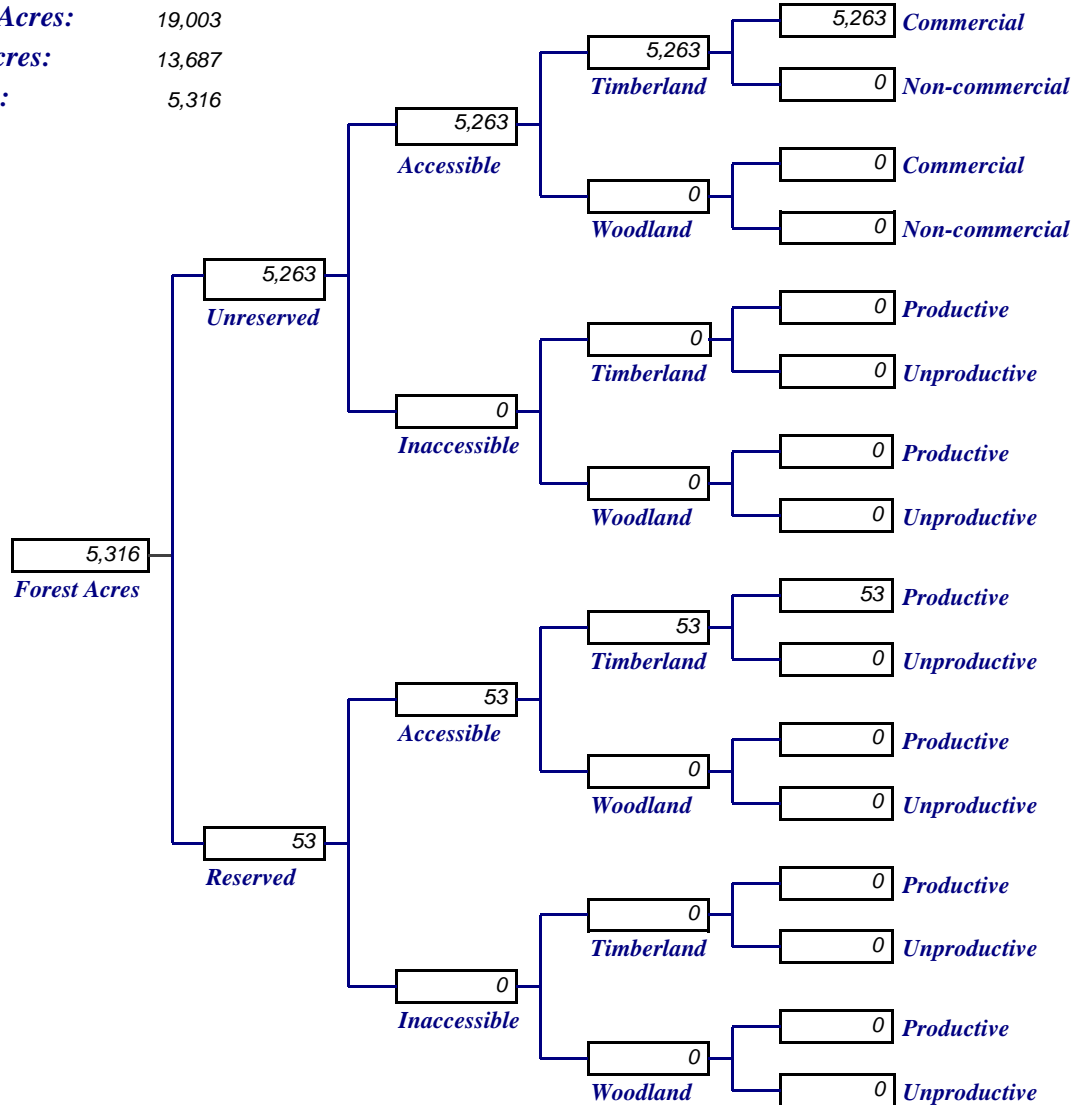 Acres: 19,003
cres: 13,687
: 5,316
5,263 Commercial
5,263
Timberland
0 Non-commercial
5,263
Accessible
0 Commercial
0
Woodland
0 Non-commercial
5,263
Unreserved
0 Productive
0
Timberland
0 Unproductive
0
Inaccessible
0 Productive
0
Woodland
0 Unproductive
5,316
Forest Acres
53 Productive
53
Timberland
0 Unproductive
53
Accessible
0 Productive
0
Woodland
0 Unproductive
53
Reserved
0 Productive
0
Timberland
0 Unproductive
0
Inaccessible
0 Productive
0
Woodland
0 Unproductive